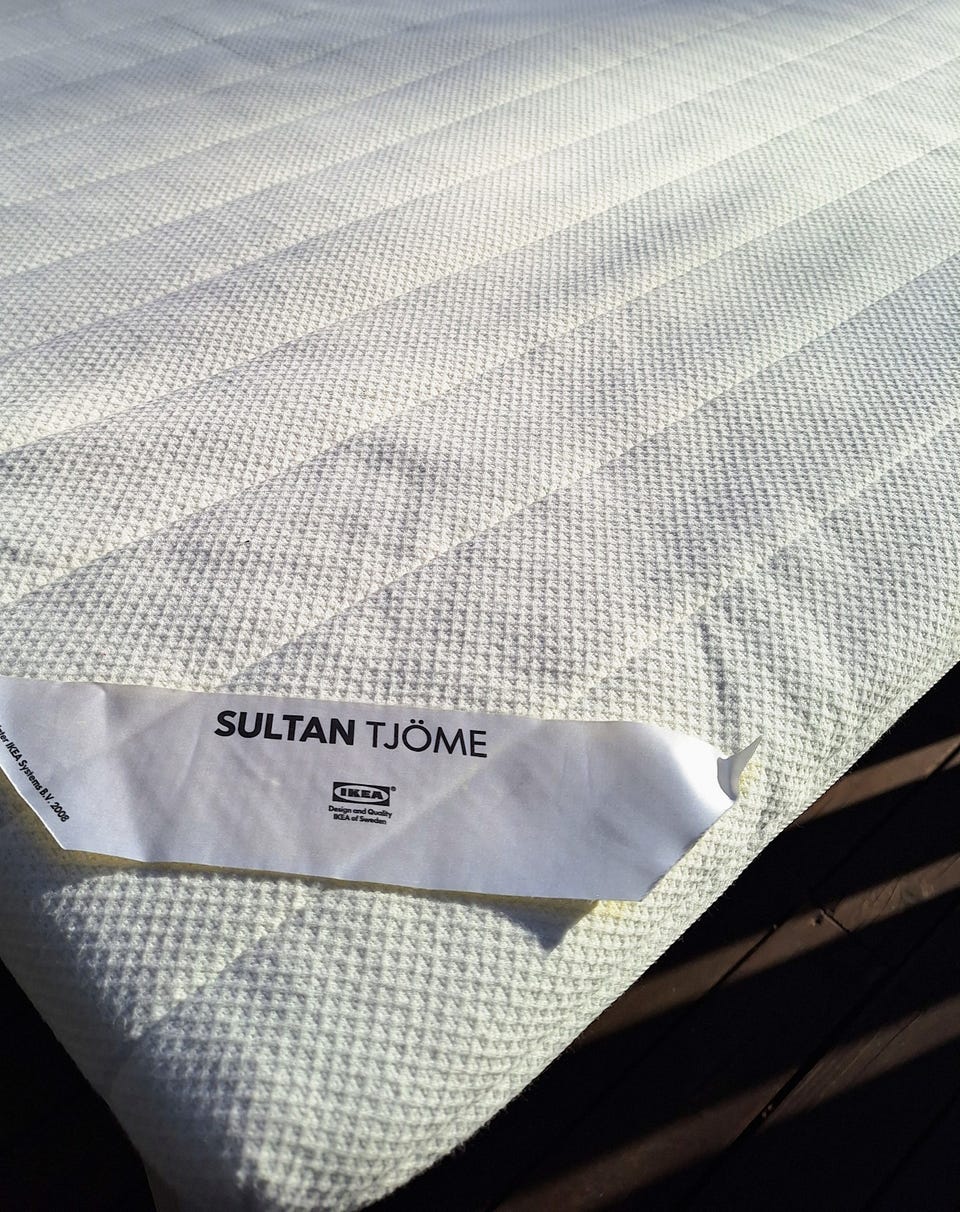 SULTAN TJÖME
IKEA®
Design and Quality
IKEA of Sweden
IKEA Systems B.V. 2008